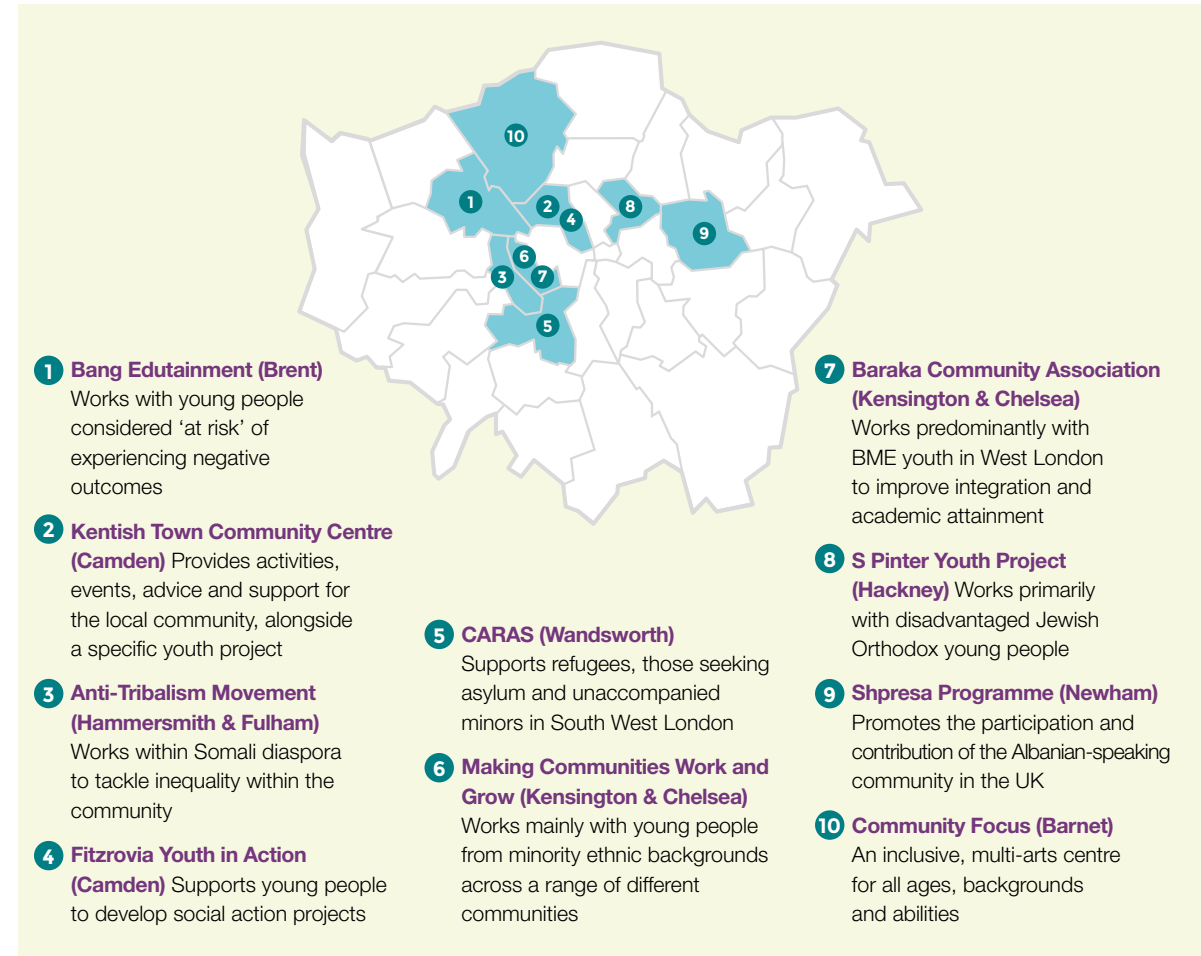 10
1
2
4
8
9
6
3
7
5
1 Bang Edutainment (Brent)
Works with young people
considered ‘at risk’ of
experiencing negative
outcomes
2 Kentish Town Community Centre
(Camden) Provides activities,
events, advice and support for
the local community, alongside
a specific youth project
3 Anti-Tribalism Movement
(Hammersmith & Fulham)
Works within Somali diaspora
to tackle inequality within the
community
4 Fitzrovia Youth in Action
(Camden) Supports young people
to develop social action projects
5 CARAS (Wandsworth)
Supports refugees, those seeking
asylum and unaccompanied
minors in South West London
6 Making Communities Work and
Grow (Kensington & Chelsea)
Works mainly with young people
from minority ethnic backgrounds
across a range of different
communities
7 Baraka Community Association
(Kensington & Chelsea)
Works predominantly with
BME youth in West London
to improve integration and
academic attainment
8 S Pinter Youth Project
(Hackney) Works primarily
with disadvantaged Jewish
Orthodox young people
9 Shpresa Programme (Newham)
Promotes the participation and
contribution of the Albanian-speaking
community in the UK
10 Community Focus (Barnet)
An inclusive, multi-arts centre
for all ages, backgrounds
and abilities